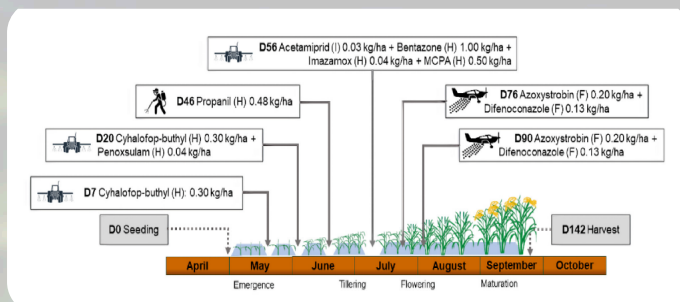 D56 Acetamiprid (I) 0.03 kg/ha + Bentazone (H) 1.00 kg/ha +
Imazamox (H) 0.04 kg/ha + MCPA (H) 0.50 kg/ha
D46 Propanil (H) 0.48 kg/ha
D76 Azoxystrobin (F) 0.20 kg/ha +
Difenoconazole (F) 0.13 kg/ha
D20 Cyhalofop-buthyl (H) 0.30 kg/ha +
Penoxsulam (H) 0.04 kg/ha
D90 Azoxystrobin (F) 0.20 kg/ha +
Difenoconazole (F) 0.13 kg/ha
D7 Cyhalofop-buthyl (H): 0.30 kg/ha
D0 Seeding
D142 Harvest
April May June July August September October
Emergence Tillering Flowering Maturation